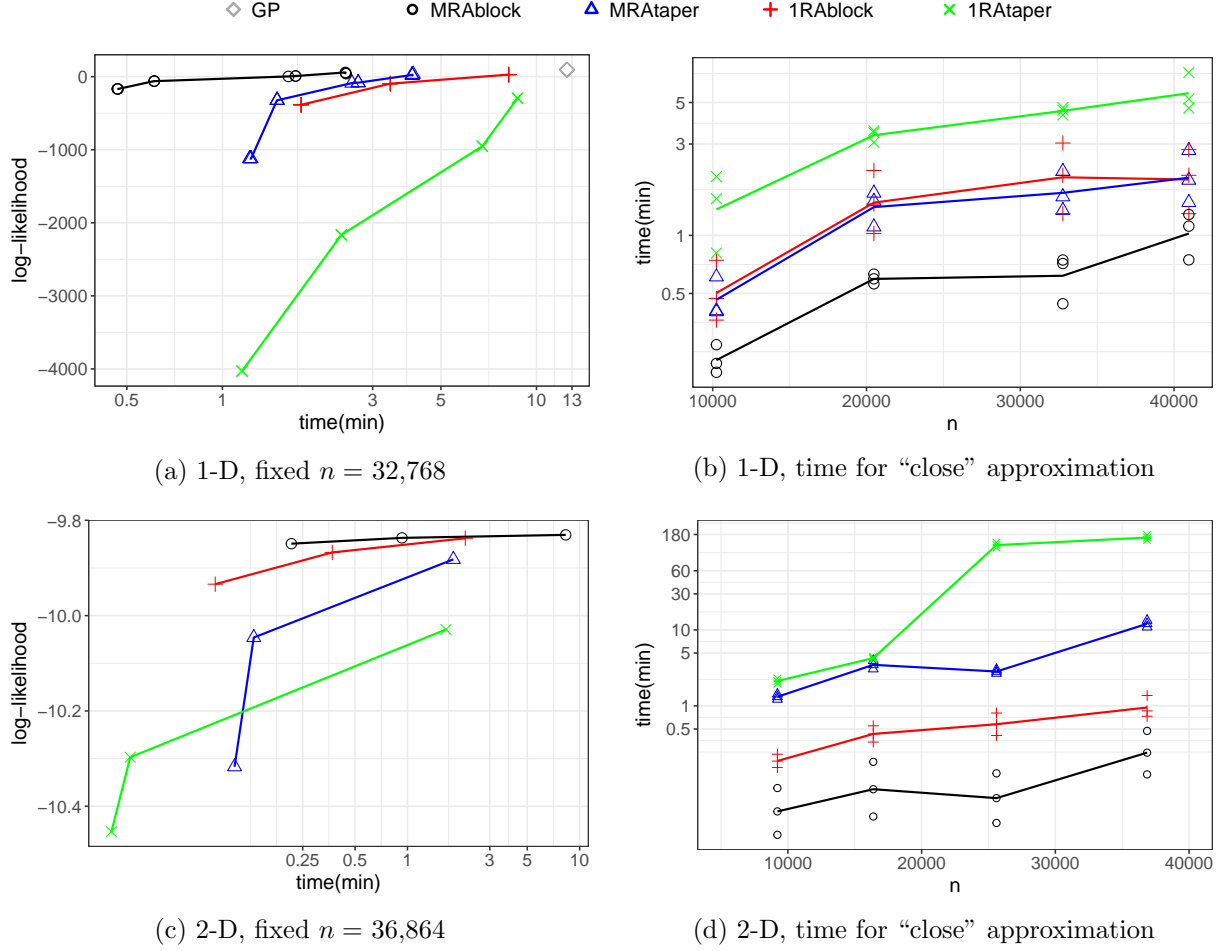 GP MRAblock MRAtaper 1RAblock 1RAtaper
log−likelihood
0
−1000
−2000
−3000
−4000
0.5 1 3 5 10 13
time(min)
(a) 1-D, fixed n = 32,768
time(min)
5
3
1
0.5
10000 20000 30000 40000
n
(b) 1-D, time for “close” approximation
log−likelihood
−9.8
−10.0
−10.2
−10.4
0.25 0.5 1 3 5 10
time(min)
(c) 2-D, fixed n = 36,864
time(min)
180
60
30
10
5
1
0.5
10000 20000 30000 40000
n
(d) 2-D, time for “close” approximation